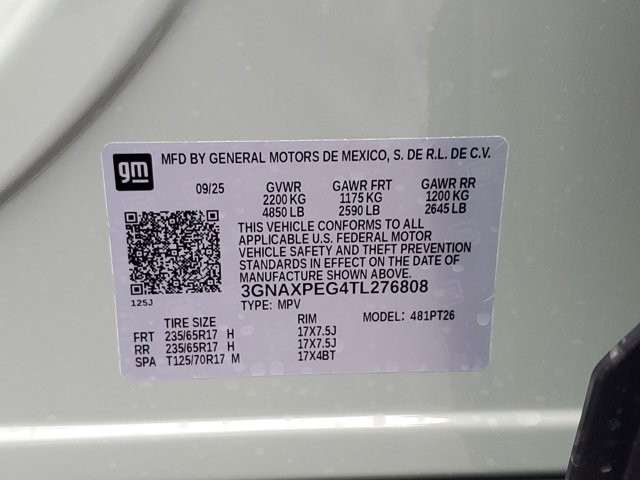 gm
MFD BY GENERAL MOTORS DE MEXICO, S. DE R.L. DE C.V.
09/25 GVWR GAWR FRT GAWR RR
2200 KG 1175 KG 1200 KG
4850 LB 2590 LB 2645 LB
THIS VEHICLE CONFORMS TO ALL
APPLICABLE U.S. FEDERAL MOTOR
VEHICLE SAFETY AND THEFT PREVENTION
STANDARDS IN EFFECT ON THE DATE OF
MANUFACTURE SHOWN ABOVE.
125J
3GNAXPEG4TL276808
TYPE: MPV
TIRE SIZE RIM MODEL: 481PT26
FRT 235/65R17 H 17X7.5J
RR 235/65R17 H 17X7.5J
SPA T125/70R17 M 17X4BT